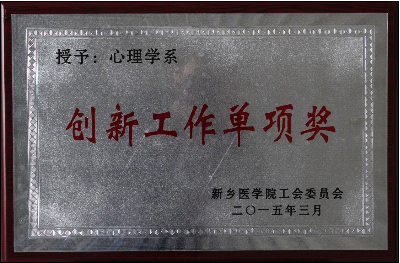 授予：心理学系
创新工作单项奖
新乡医学院工会委员会
二〇一五年三月